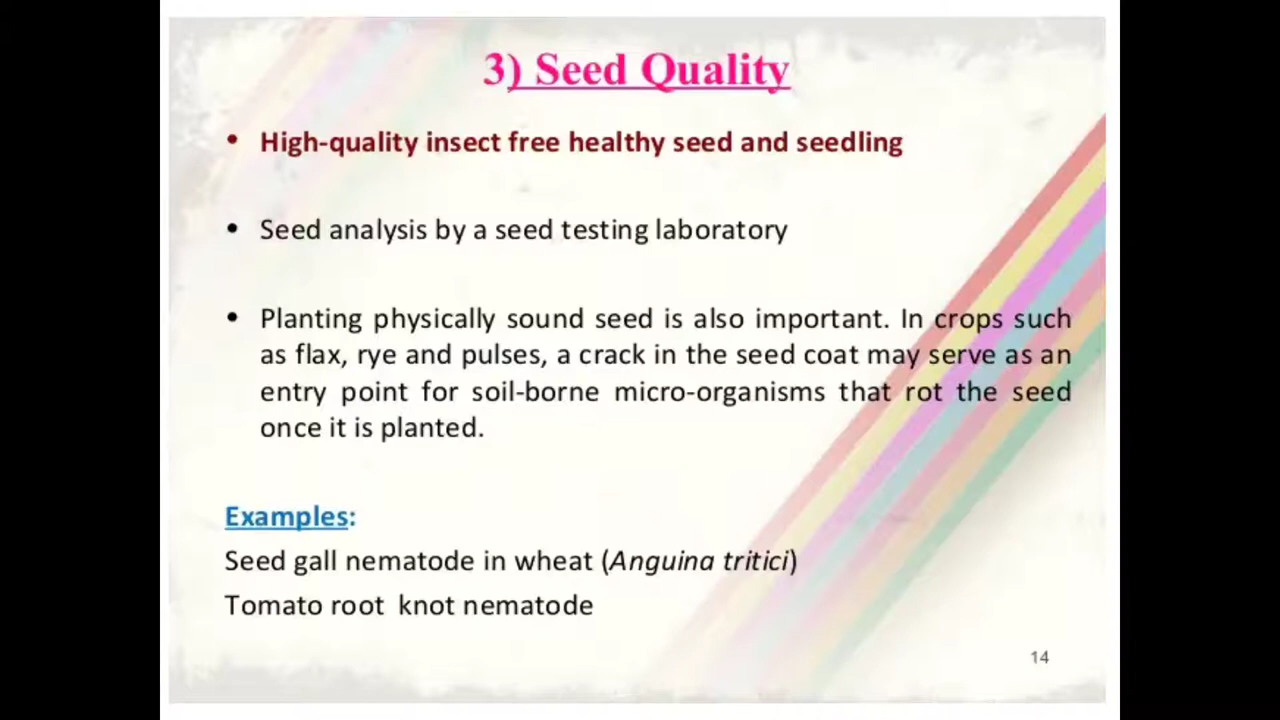 3) Seed Quality
• High-quality insect free healthy seed and seedling
• Seed analysis by a seed testing laboratory
• Planting physically sound seed is also important. In crops such
as flax, rye and pulses, a crack in the seed coat may serve as an
entry point for soil-borne micro-organisms that rot the seed
once it is planted.
Examples:
Seed gall nematode in wheat (Anguina tritici)
Tomato root knot nematode
14